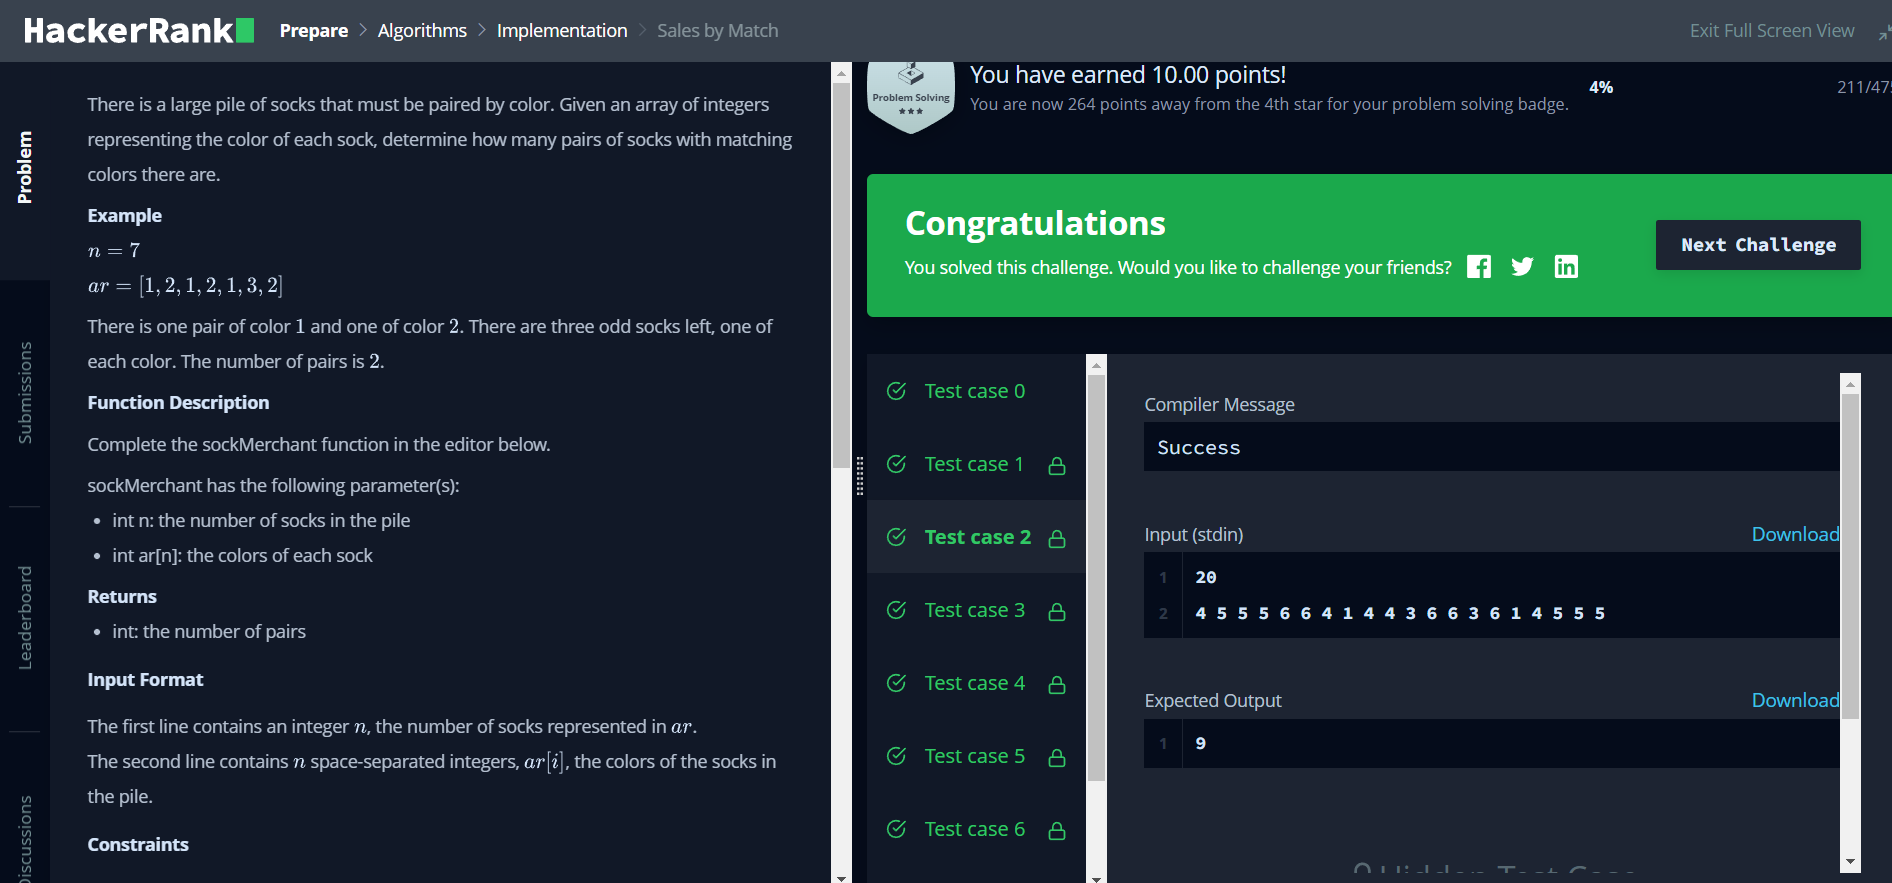 HackerRank
Prepare > Algorithms > Implementation > Sales by Match
Exit Full Screen View
Problem
Submissions
Leaderboard
Discussions
There is a large pile of socks that must be paired by color. Given an array of integers
representing the color of each sock, determine how many pairs of socks with matching
colors there are.
Example
n = 7
ar = [1, 2, 1, 2, 1, 3, 2]
There is one pair of color 1 and one of color 2. There are three odd socks left, one of
each color. The number of pairs is 2.
Function Description
Complete the sockMerchant function in the editor below.
sockMerchant has the following parameter(s):
• int n: the number of socks in the pile
• int ar[n]: the colors of each sock
Returns
• int: the number of pairs
Input Format
The first line contains an integer n, the number of socks represented in ar.
The second line contains n space-separated integers, ar[i], the colors of the socks in
the pile.
Constraints
Problem Solving
★★★
You have earned 10.00 points!
You are now 264 points away from the 4th star for your problem solving badge.
4%
211/475
Congratulations
You solved this challenge. Would you like to challenge your friends?
Next Challenge
Test case 0
Test case 1
Test case 2
Test case 3
Test case 4
Test case 5
Test case 6
Compiler Message
Success
Input (stdin)
Download
1 20
2 4 5 5 5 6 6 4 1 4 4 3 6 6 3 6 1 4 5 5 5
Expected Output
Download
1 9
Hidden Test Case